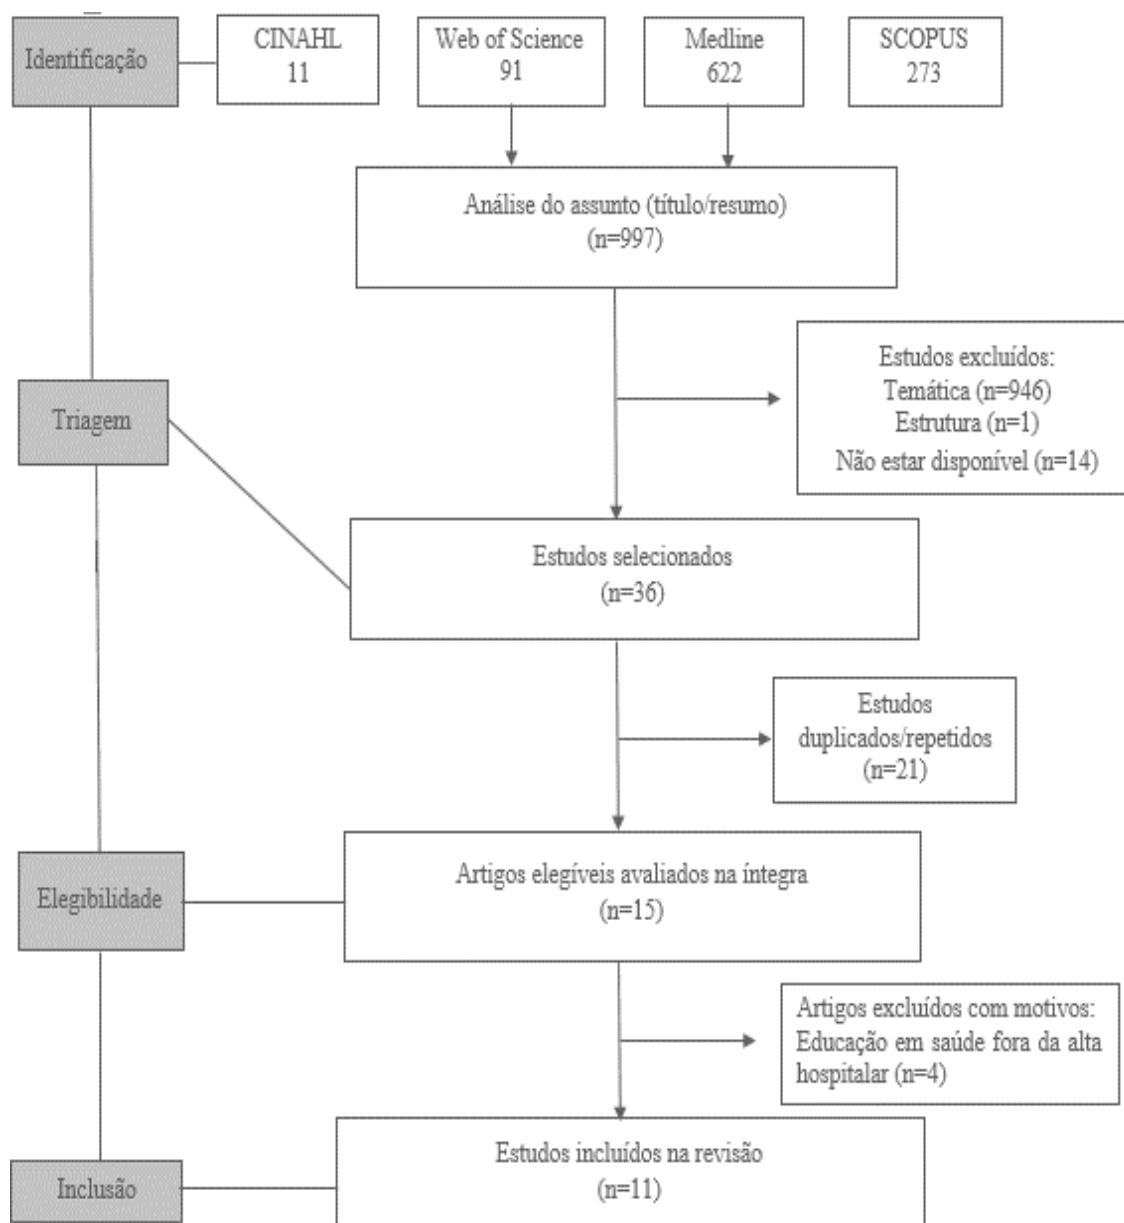 Identificação
CINAHL
11
Web of Science
91
Medline
622
SCOPUS
273
Análise do assunto (título/resumo)
(n=997)
Estudos excluídos:
Temática (n=946)
Estrutura (n=1)
Não estar disponível (n=14)
Triagem
Estudos selecionados
(n=36)
Estudos
duplicados/repetidos
(n=21)
Elegibilidade
Artigos elegíveis avaliados na íntegra
(n=15)
Artigos excluídos com motivos:
Educação em saúde fora da alta
hospitalar (n=4)
Inclusão
Estudos incluídos na revisão
(n=11)